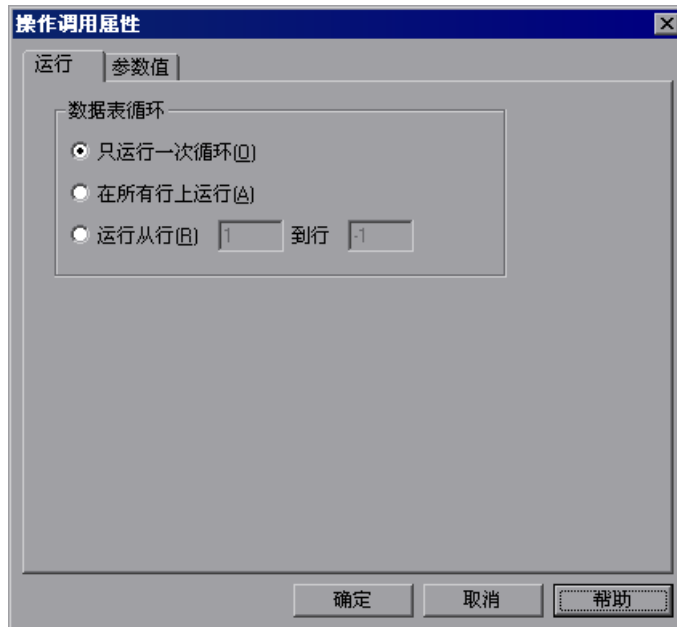 操作调用属性
运行 参数值
数据表循环
只运行一次循环(O)
在所有行上运行(A)
运行从行(R) 1 到行 -1
确定 取消 帮助